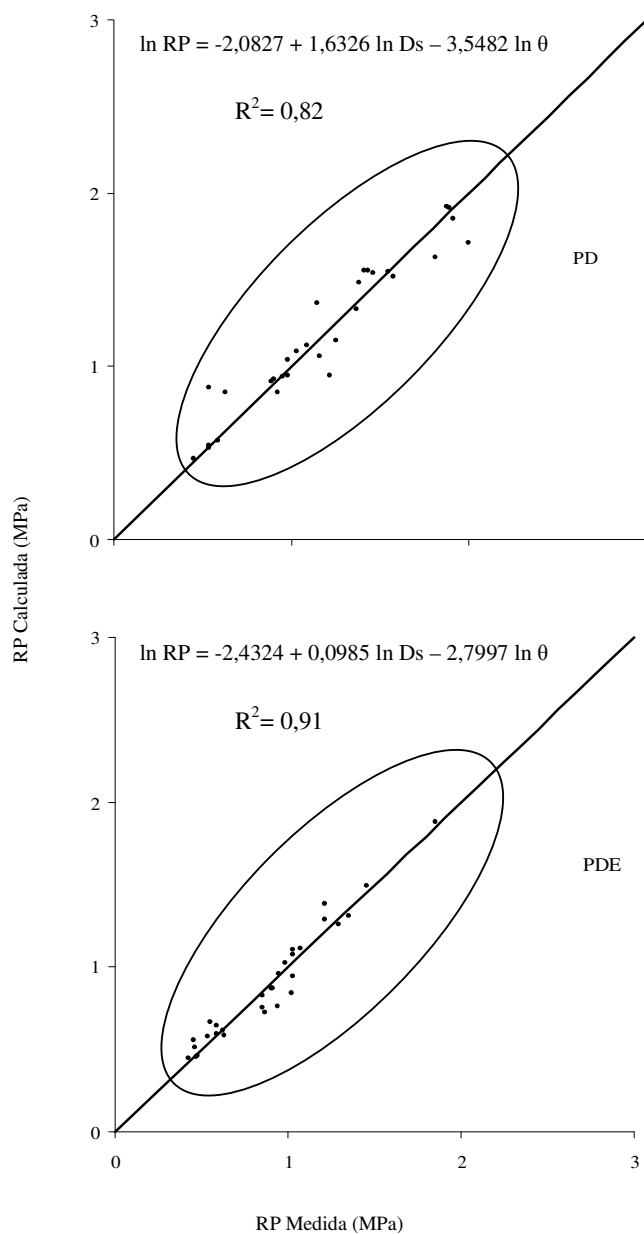 3
ln RP = -2,0827 + 1,6326 ln Ds – 3,5482 ln θ
R²= 0,82
2
PD
1
0
RP Calculada (MPa)
3
ln RP = -2,4324 + 0,0985 ln Ds – 2,7997 ln θ
R²= 0,91
2
PDE
1
0
0 1 2 3
RP Medida (MPa)